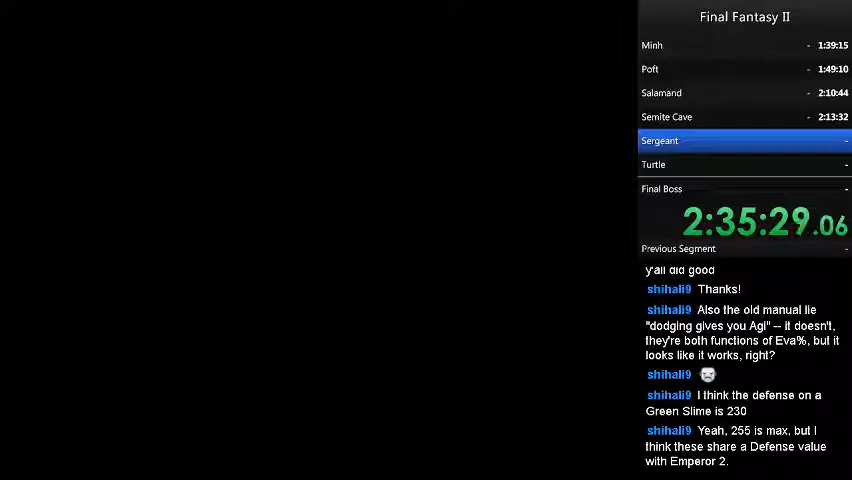 Final Fantasy II
Minh - 1:39:15
Poft - 1:49:10
Salamand - 2:10:44
Semite Cave - 2:13:32
Sergeant -
Turtle -
Final Boss -
2:35:29.06
Previous Segment -
y'all did good
shihali9 Thanks!
shihali9 Also the old manual lie
"dodging gives you Agi" -- it doesn't,
they're both functions of Eva%, but it
looks like it works, right?
shihali9
shihali9 I think the defense on a
Green Slime is 230
shihali9 Yeah, 255 is max, but I
think these share a Defense value
with Emperor 2.